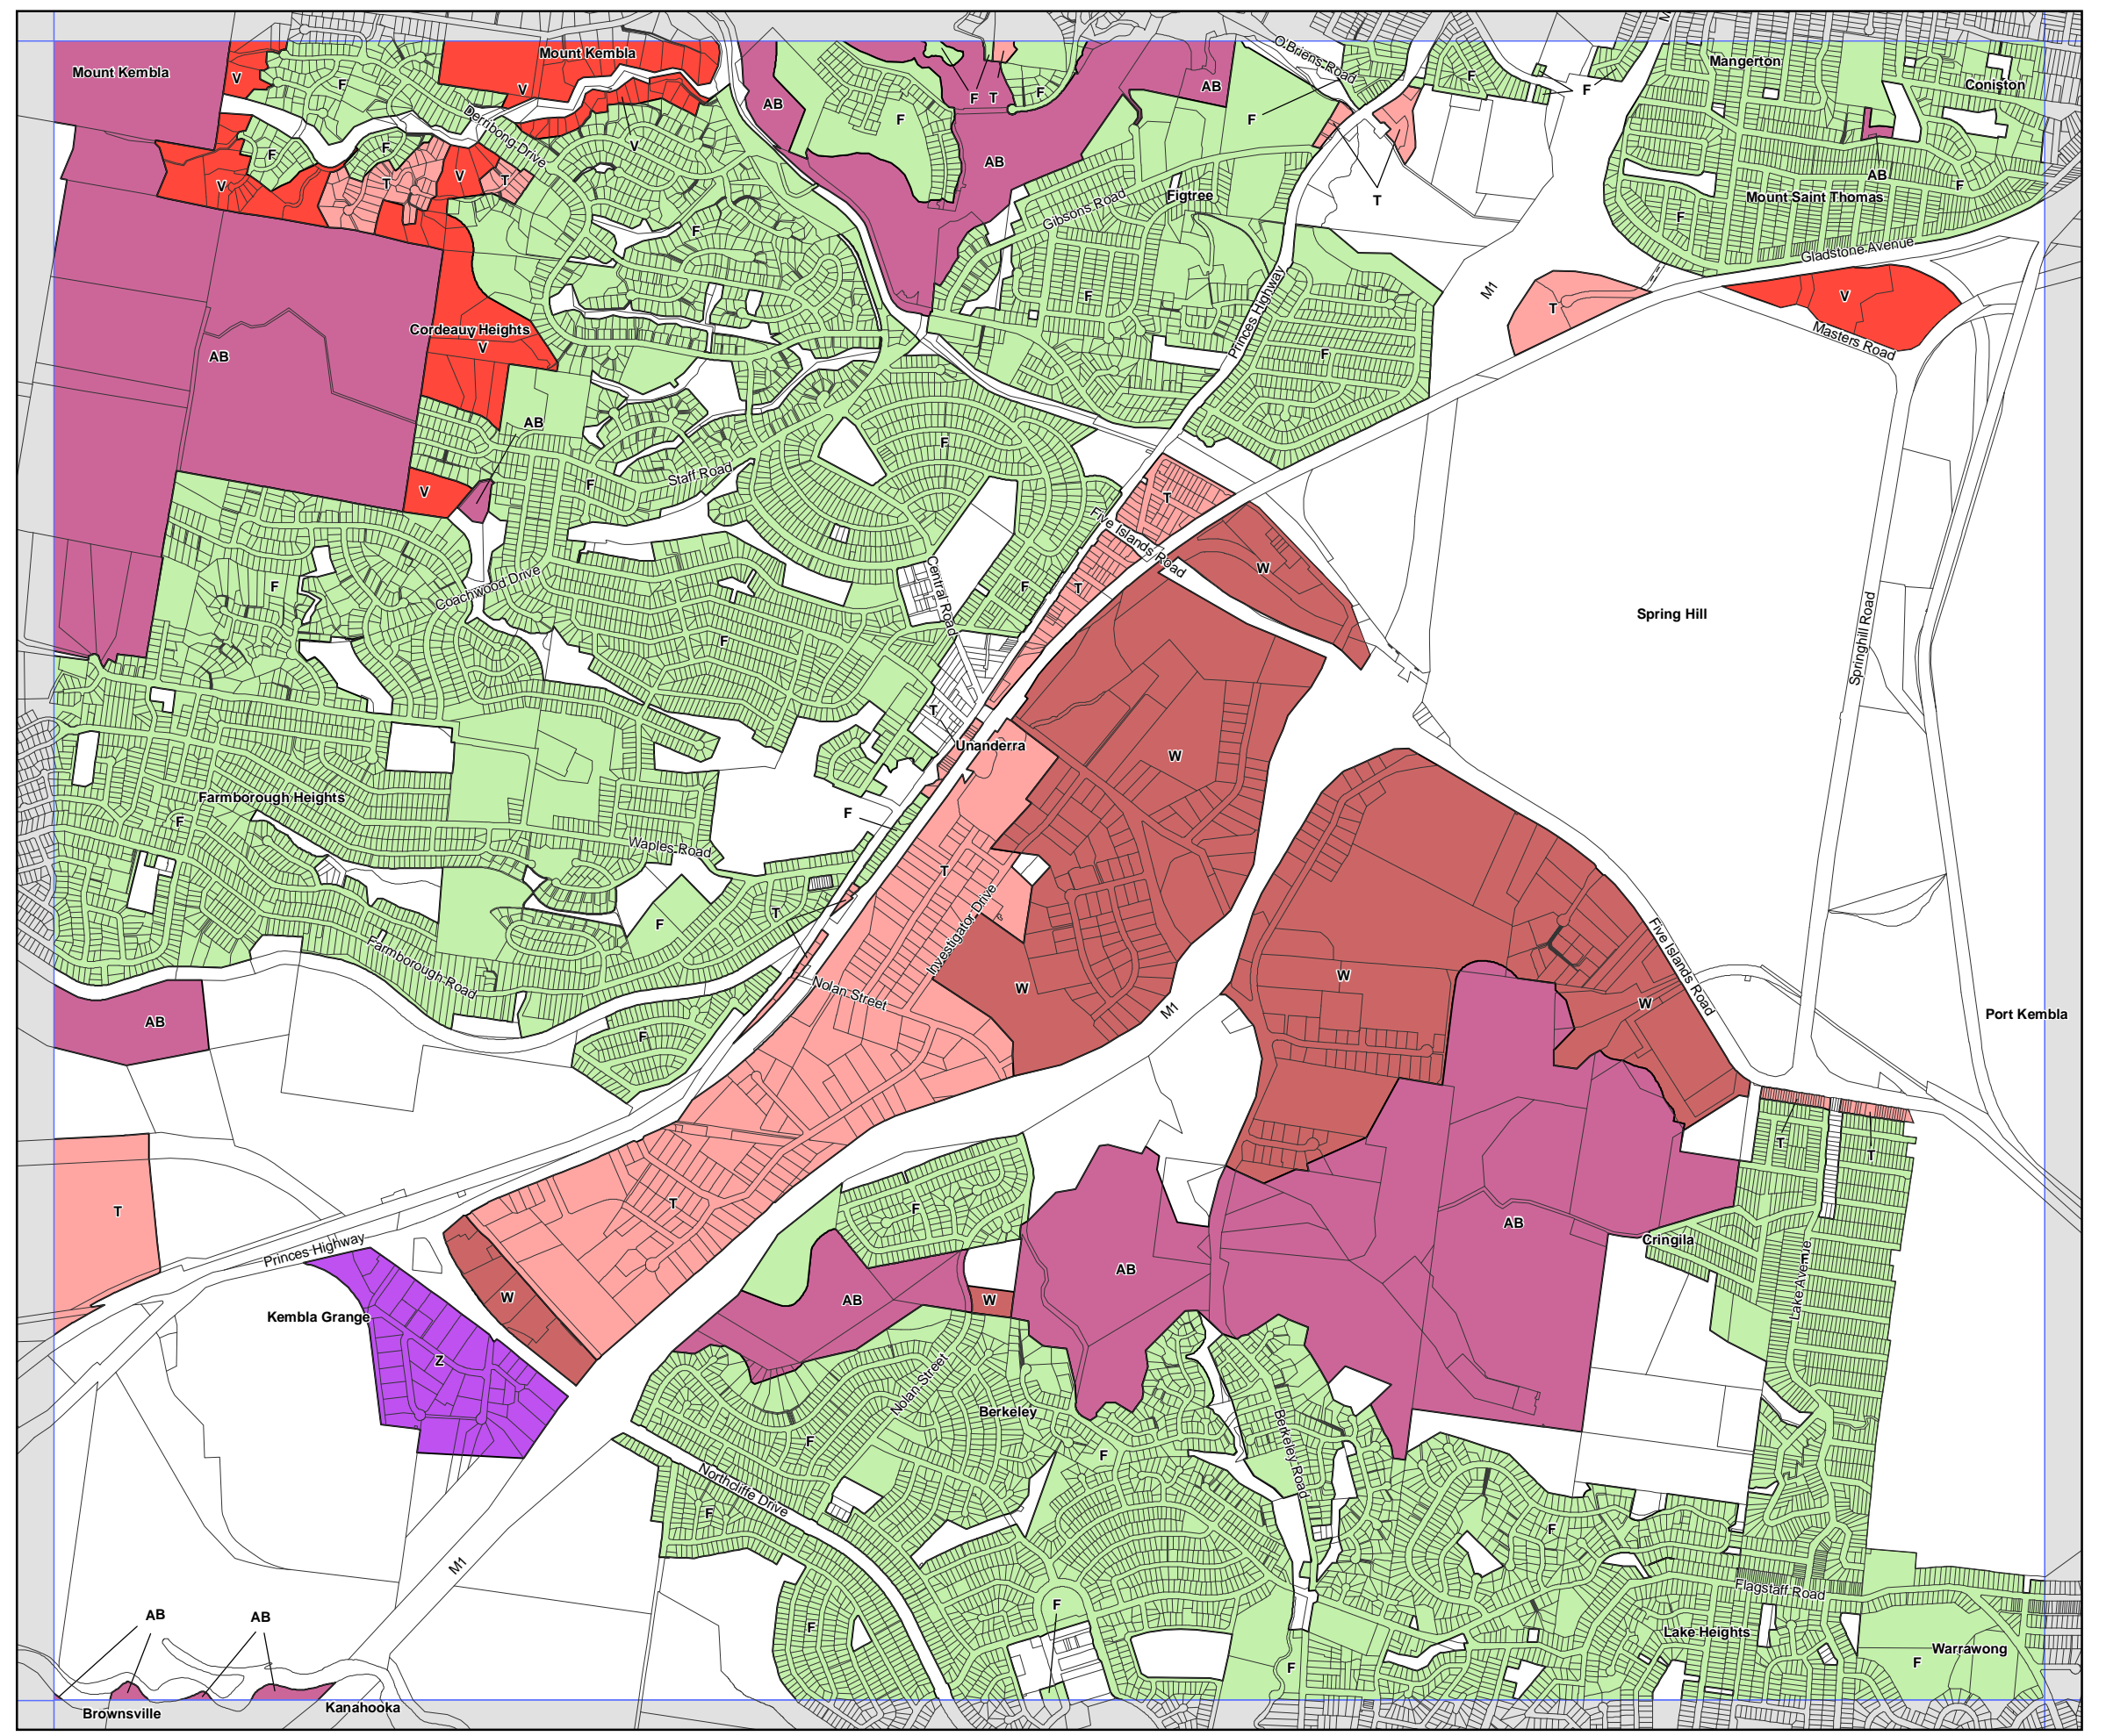 O'Briens Road
M
Mount Kembla
Mangerton
Mount Kembla
V
F
V
AB
F
T
F
AB
F
F
Coniston
F
F
Derribong Drive
V
F
F
AB
AB
F
V
T
V
T
Gibsons Road
Figtree
T
Mount Saint Thomas
F
F
F
Gladstone Avenue
M1
F
T
V
Princes Highway
Cordeaux Heights
V
Masters Road
AB
F
AB
F
Staff Road
F
V
T
Five Islands Road
W
Central Road
Coachwood Drive
F
F
T
Spring Hill
Springhill Road
F
T
Unanderra
W
Farmborough Heights
F
F
Waples Road
T
T
F
Investigator Drive
Farmborough Road
Nolan Street
W
W
W
Five Islands Road
M1
Port Kembla
AB
F
T
T
T
F
T
AB
Cringila
F
Lake Avenue
Princes Highway
AB
W
AB
W
Kembla Grange
Z
Nolan Street
Berkeley
F
F
Berkeley Road
Northcliffe Drive
F
F
M1
Flagstaff Road
AB
AB
F
F
Lake Heights
Warrawong
F
F
Brownsville
Kanahooka